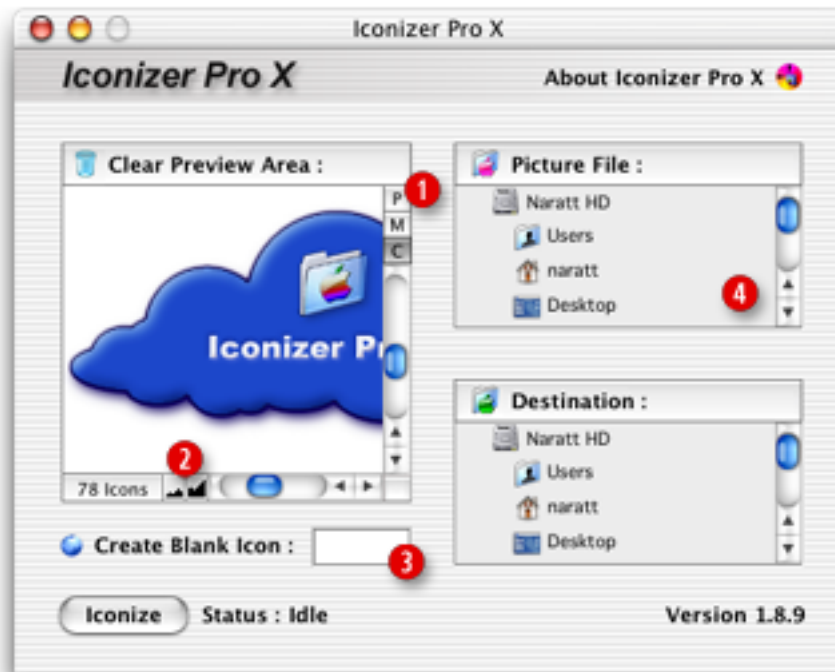 Iconizer Pro X
Iconizer Pro X
About Iconizer Pro X
Clear Preview Area :
1
P
M
C
Iconizer P
2
78 Icons
Create Blank Icon :
3
Iconize
Status : Idle
Picture File :
Naratt HD
Users
naratt
Desktop
4
Destination :
Naratt HD
Users
naratt
Desktop
Version 1.8.9